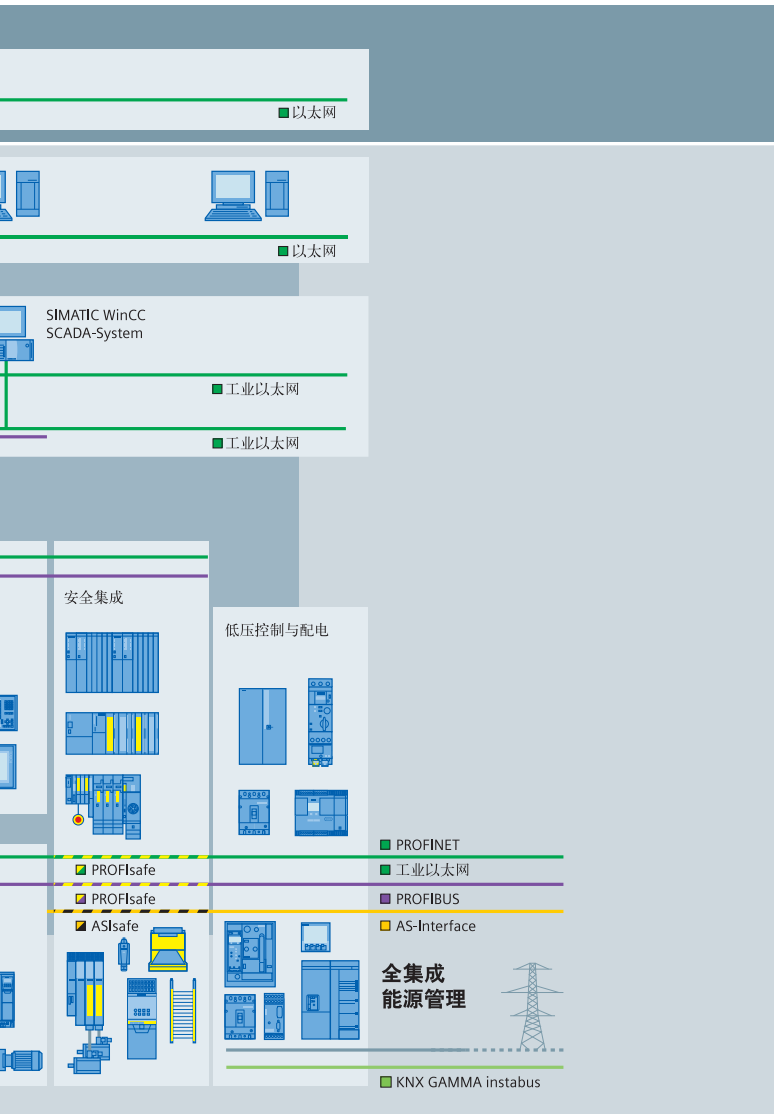 以太网
以太网
SIMATIC WinCC
SCADA-System
工业以太网
工业以太网
安全集成
低压控制与配电
PROFINET
PROFIsafe
工业以太网
PROFIsafe
PROFIBUS
ASIsafe
AS-Interface
全集成
能源管理
KNX GAMMA instabus